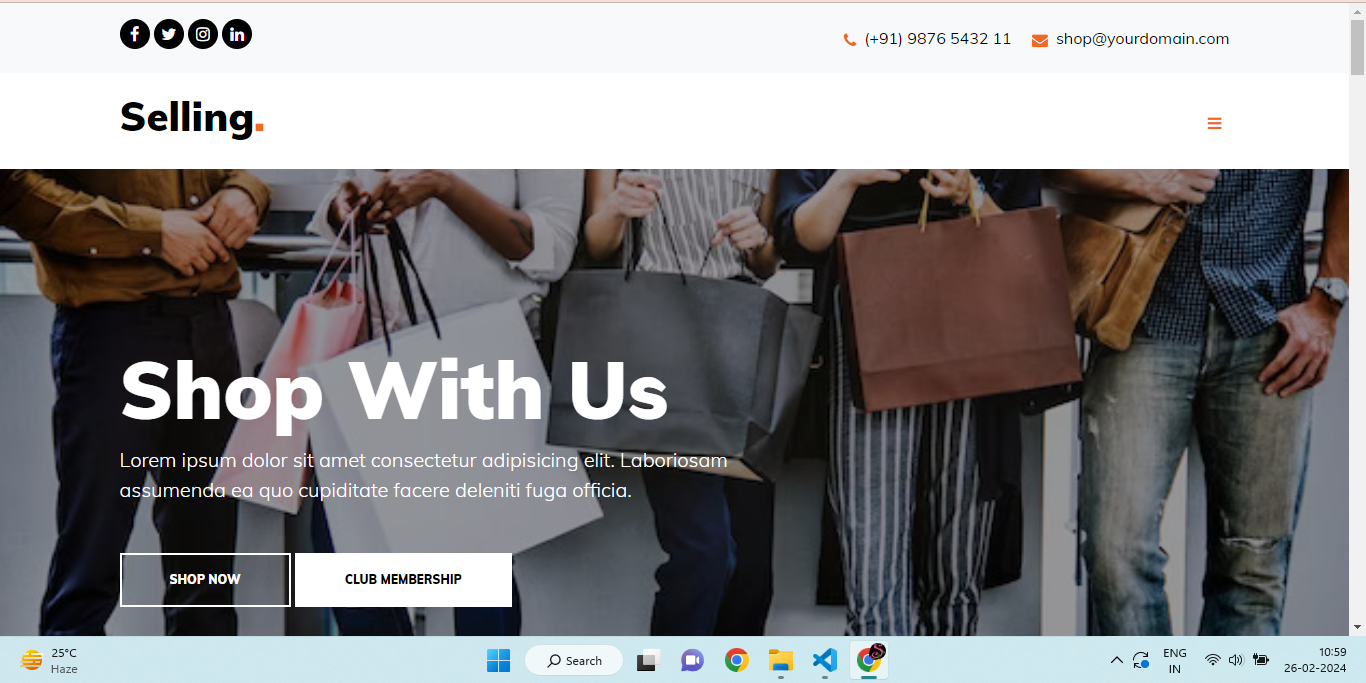 (+91) 9876 5432 11 shop@yourdomain.com
Selling.
Shop With Us
Lorem ipsum dolor sit amet consectetur adipisicing elit. Laboriosam
assumenda ea quo cupiditate facere deleniti fuga officia.
SHOP NOW CLUB MEMBERSHIP
25°C
Haze
Search
ENG
IN
10:59
26-02-2024